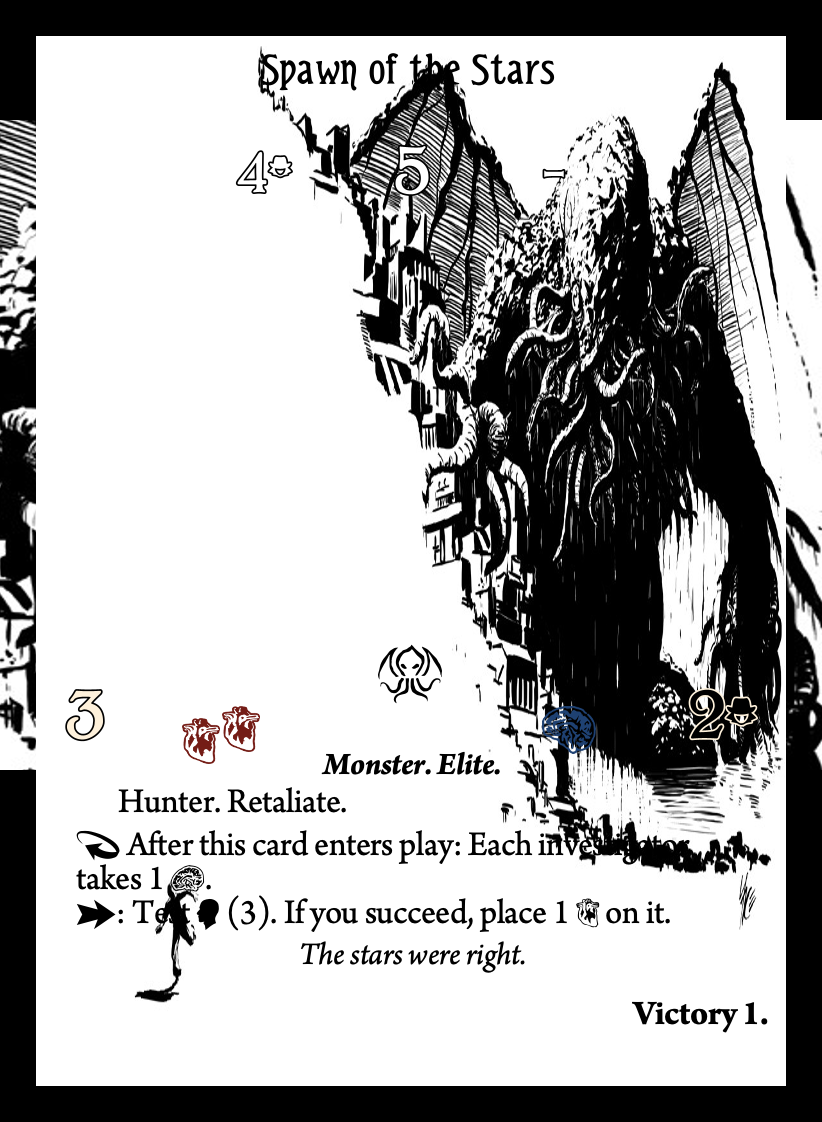 Spawn of the Stars
4 5 –
3 2
Monster. Elite.
Hunter. Retaliate.
After this card enters play: Each investigator
takes 1 .
: Test (3). If you succeed, place 1 on it.
The stars were right.
Victory 1.